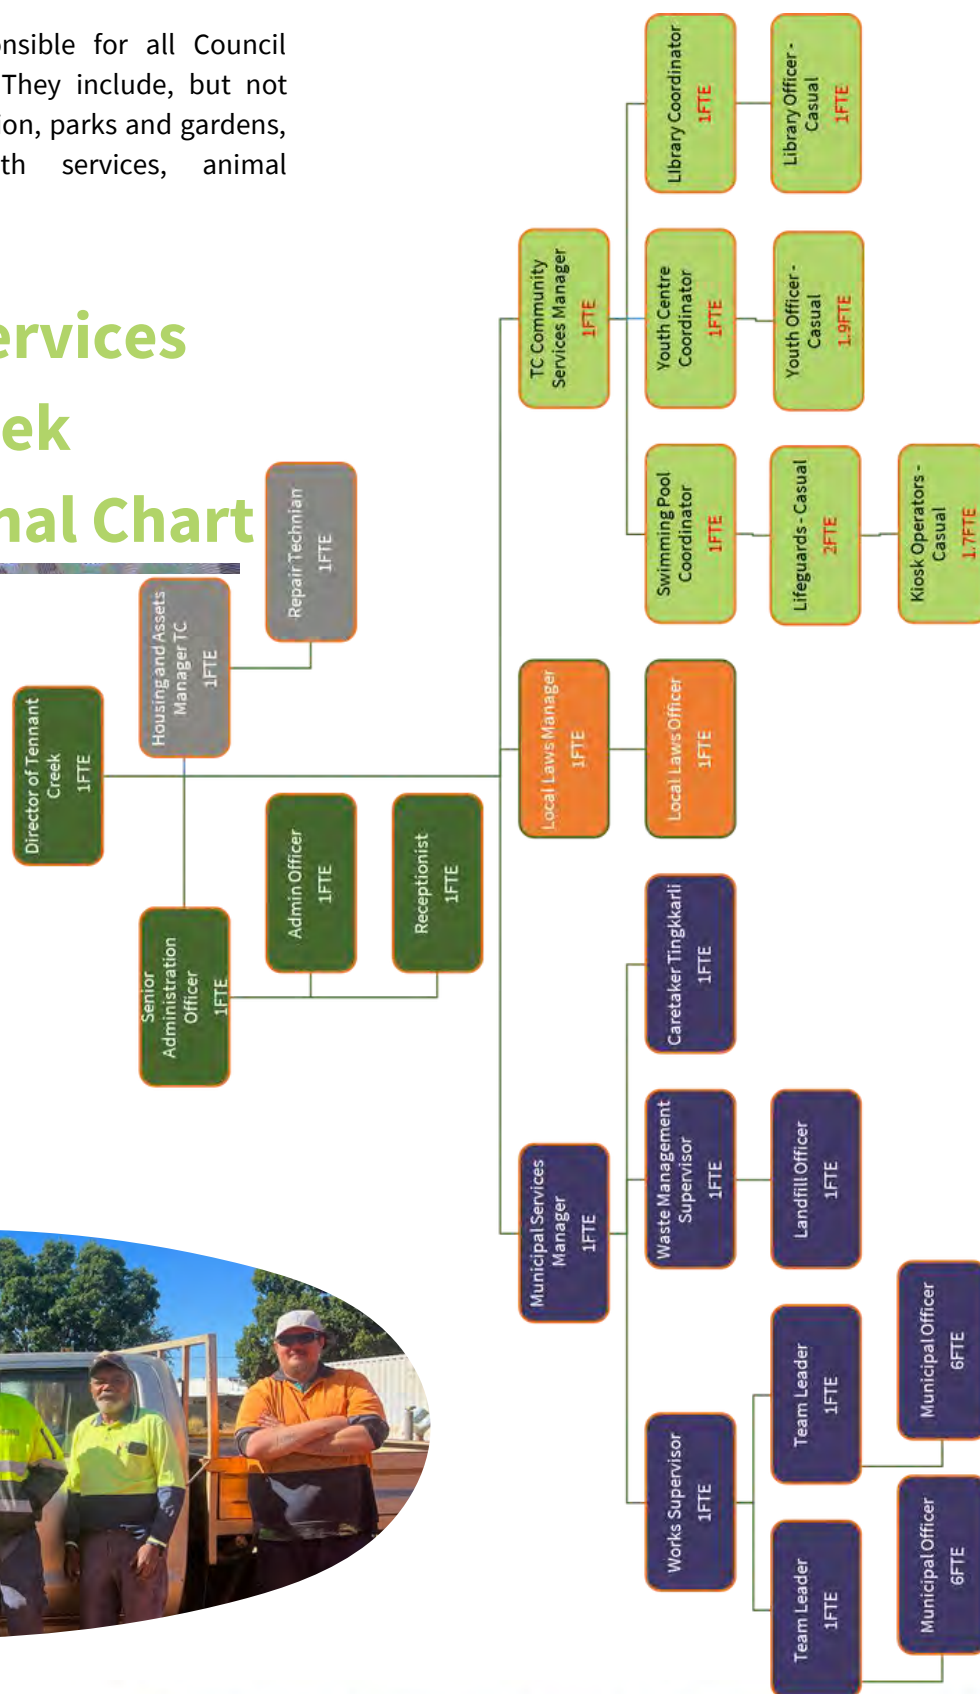 onsible for all Council
They include, but not
ion, parks and gardens,
th services, animal
ervices
ek
nal Chart
Director of Tennant
Creek
1FTE
Senior
Administration
Officer
1FTE
Housing and Assets
Manager TC
1FTE
Admin Officer
1FTE
Repair Technian
1FTE
Receptionist
1FTE
Municipal Services
Manager
1FTE
Local Laws Manager
1FTE
TC Community
Services Manager
1FTE
Works Supervisor
1FTE
Waste Management
Supervisor
1FTE
Caretaker Tingkkarli
1FTE
Local Laws Officer
1FTE
Swimming Pool
Coordinator
1FTE
Youth Centre
Coordinator
1FTE
Library Coordinator
1FTE
Team Leader
1FTE
Team Leader
1FTE
Landfill Officer
1FTE
Lifeguards - Casual
2FTE
Youth Officer -
Casual
1.9FTE
Library Officer -
Casual
1FTE
Municipal Officer
6FTE
Municipal Officer
6FTE
Kiosk Operators -
Casual
1.7FTE